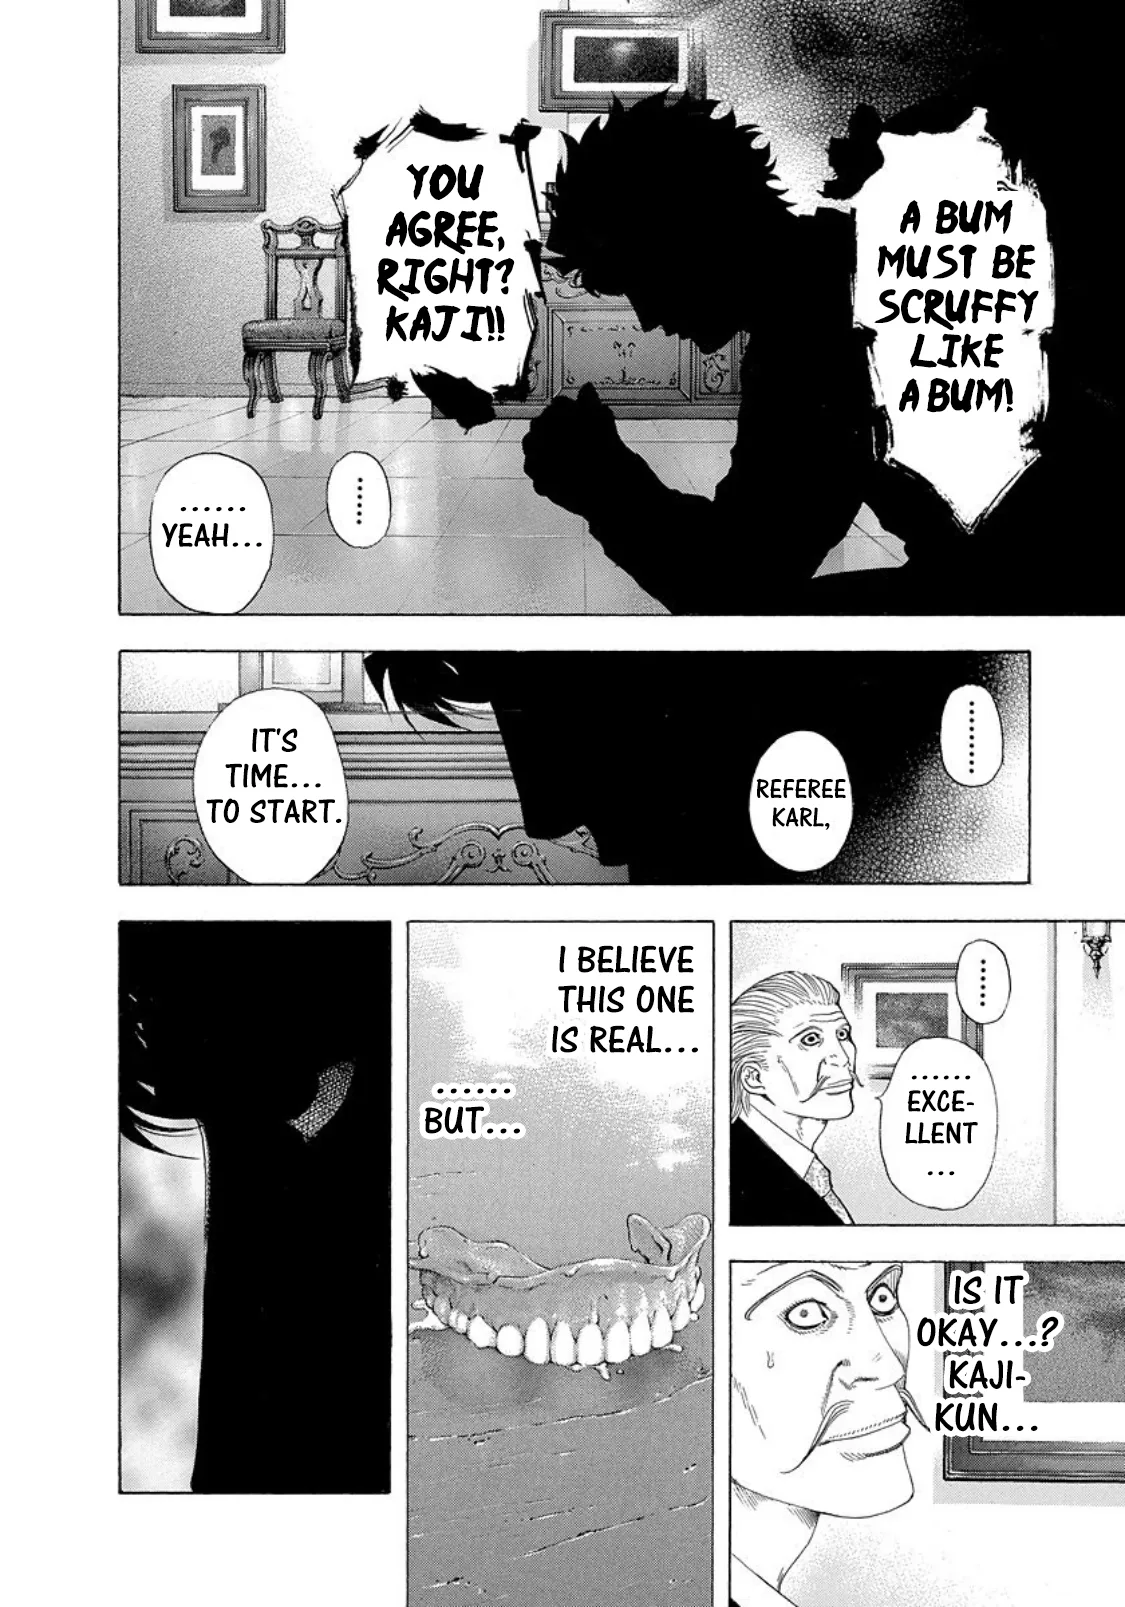 A BUM
MUST BE
SCRUFFY
LIKE
A BUM!
YOU
AGREE,
RIGHT?
KAJI!!
......
......
YEAH...
........
REFEREE
KARL,
IT'S
TIME...
TO START.
......
......
EXCE-
LLENT
...
IS IT
OKAY...?
KAJI-
KUN...
I BELIEVE
THIS ONE
IS REAL...
......
BUT...